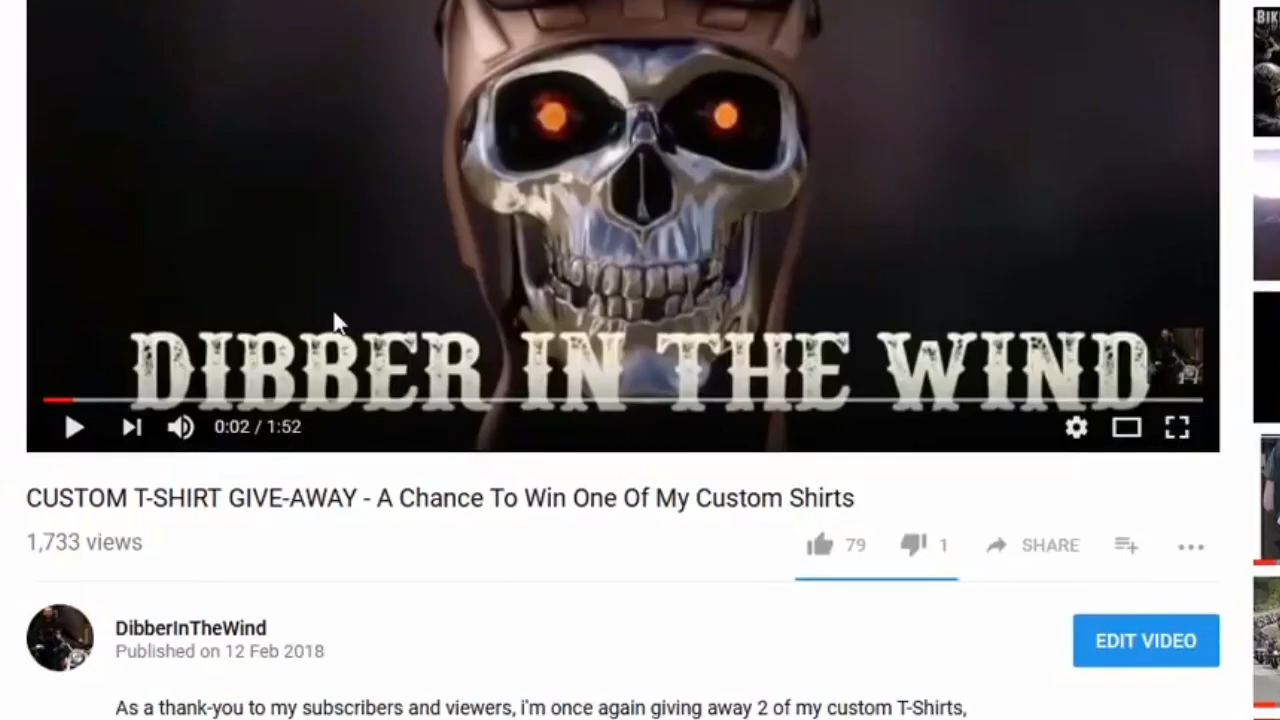 BIK
DIBBER IN THE WIND
0:02 / 1:52
CUSTOM T-SHIRT GIVE-AWAY - A Chance To Win One Of My Custom Shirts
1,733 views
79
1
SHARE
DibberInTheWind
Published on 12 Feb 2018
EDIT VIDEO
As a thank-you to my subscribers and viewers, i'm once again giving away 2 of my custom T-Shirts,